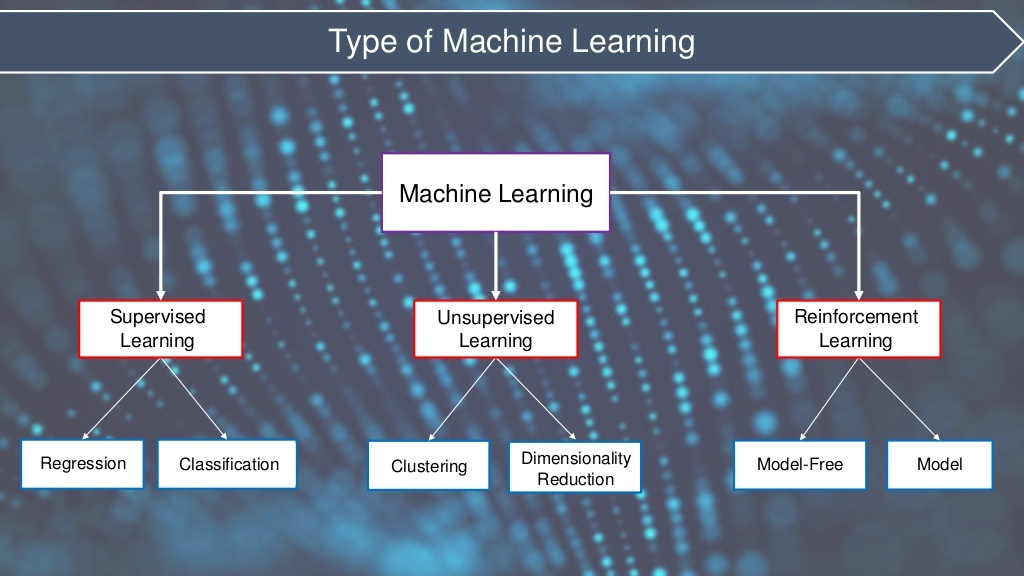 Type of Machine Learning
Machine Learning
Supervised
Learning
Unsupervised
Learning
Reinforcement
Learning
Regression
Classification
Clustering
Dimensionality
Reduction
Model-Free
Model